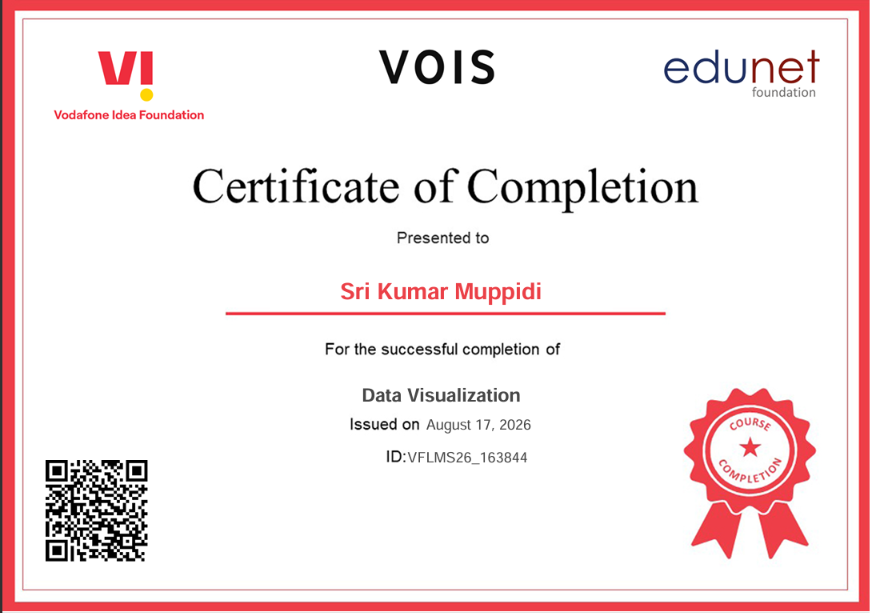 VI
Vodafone Idea Foundation
VOIS
edunet
foundation
Certificate of Completion
Presented to
Sri Kumar Muppidi
For the successful completion of
Data Visualization
Issued on August 17, 2026
ID:VFLMS26_163844
COURSE
COMPLETION